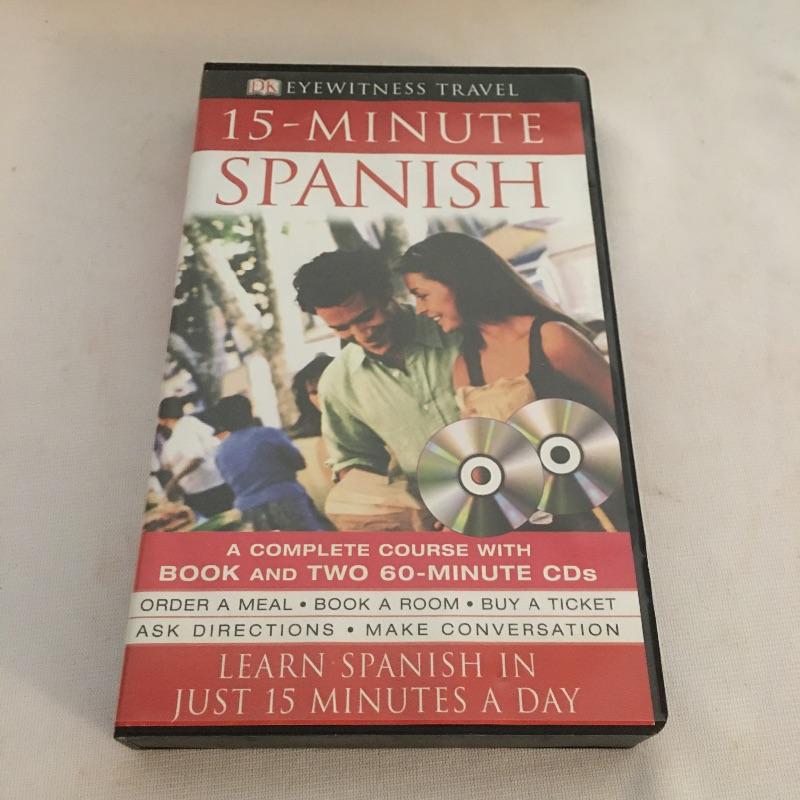 DK EYEWITNESS TRAVEL
15-MINUTE
SPANISH
A COMPLETE COURSE WITH
BOOK AND TWO 60-MINUTE CDs
ORDER A MEAL • BOOK A ROOM • BUY A TICKET
ASK DIRECTIONS • MAKE CONVERSATION
LEARN SPANISH IN
JUST 15 MINUTES A DAY